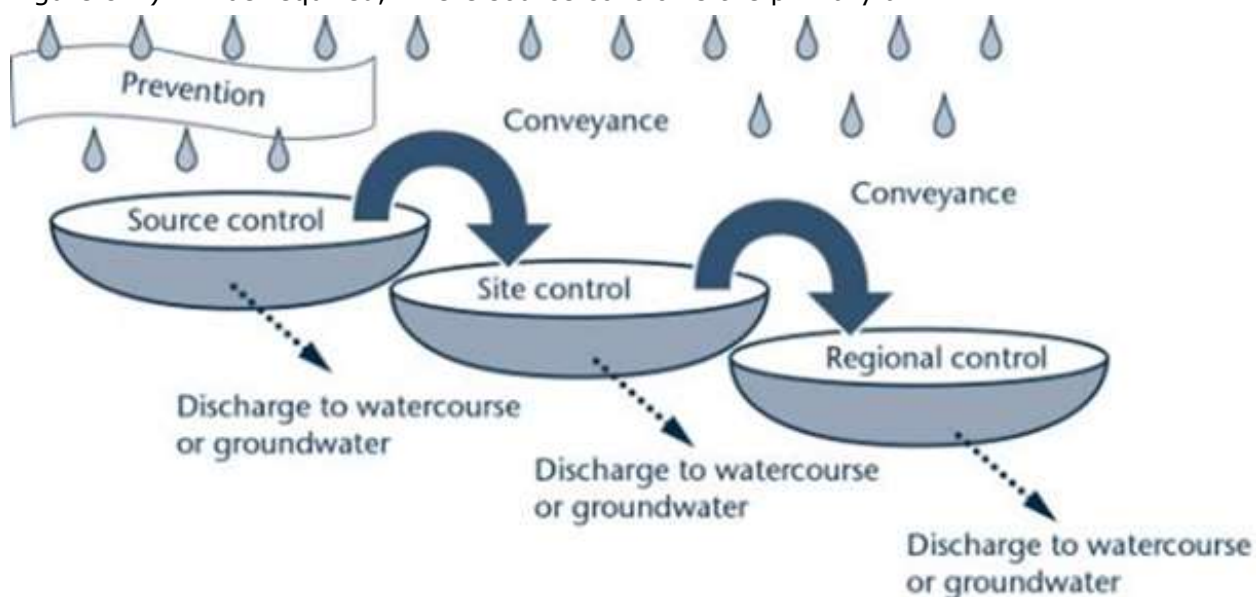 Prevention
Conveyance
Conveyance
Source control
Site control
Regional control
Discharge to watercourse
or groundwater
Discharge to watercourse
or groundwater
Discharge to watercourse
or groundwater